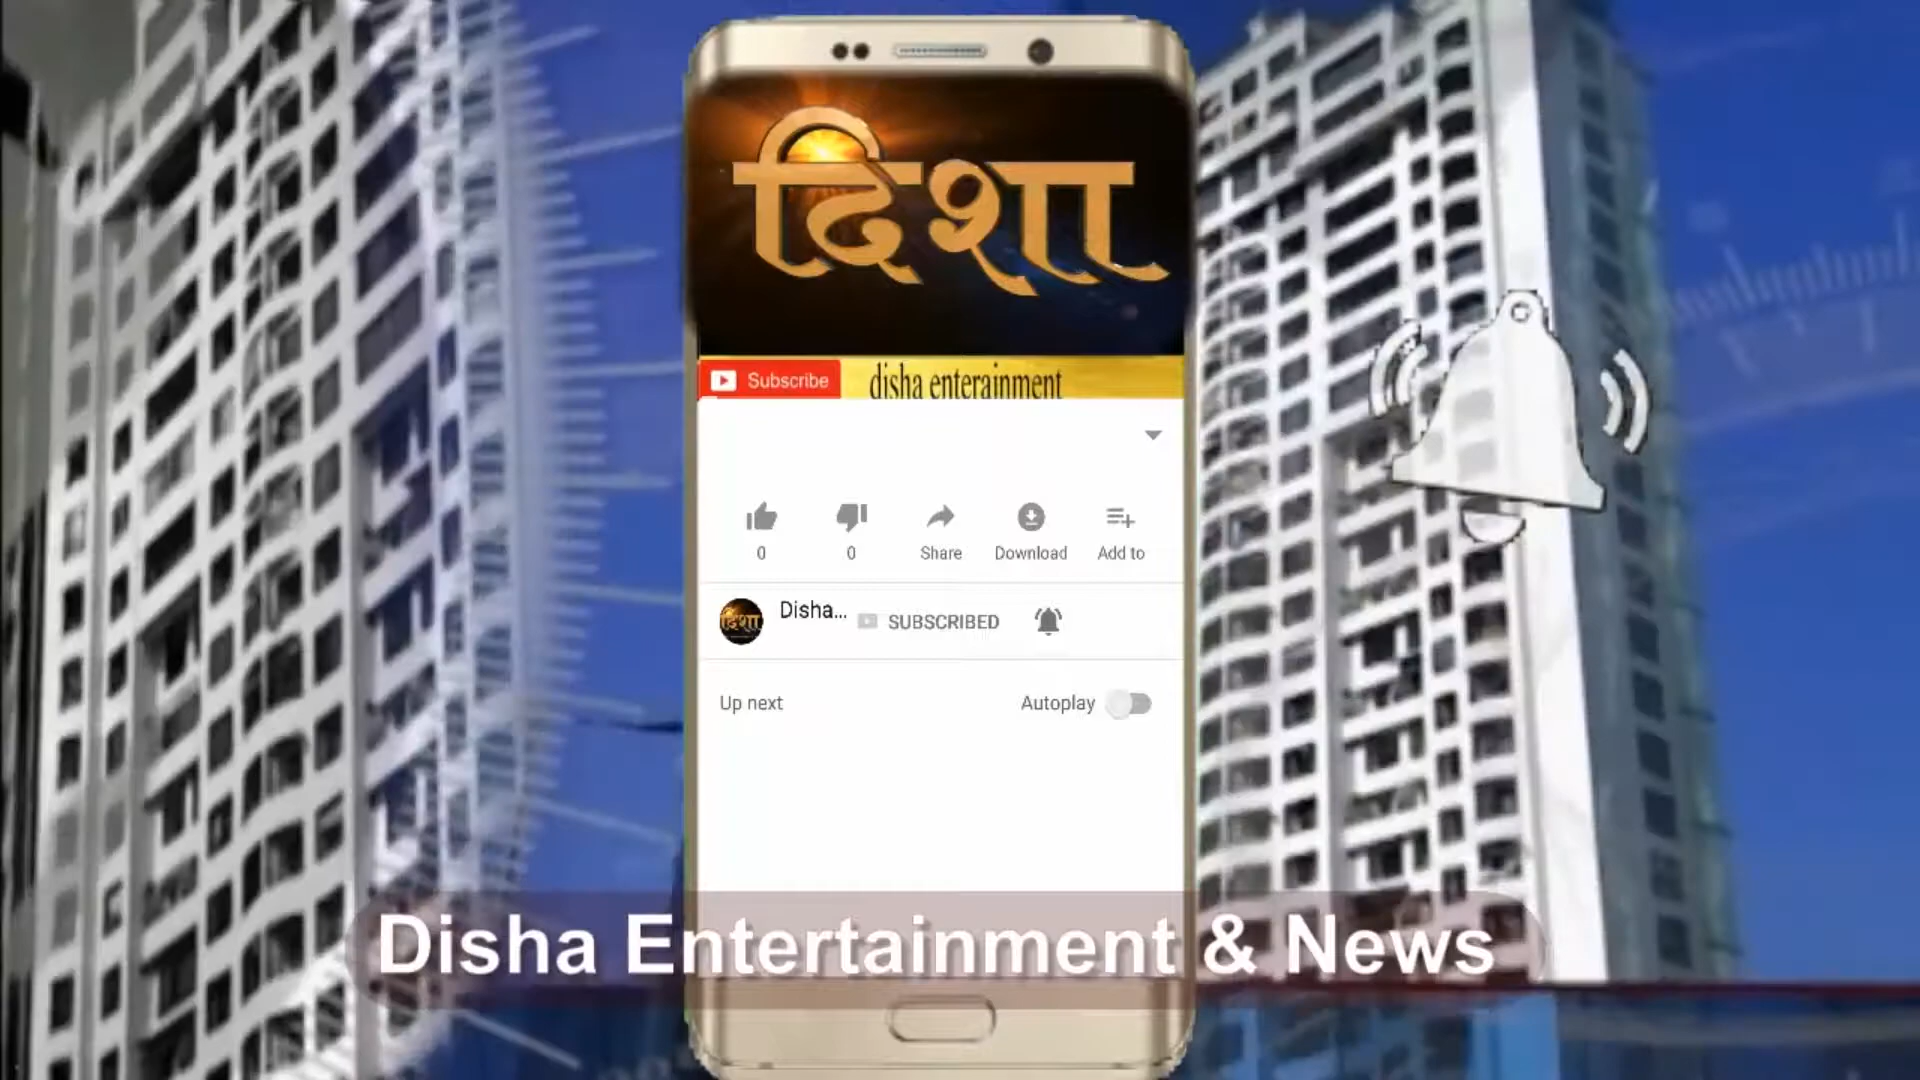 दिशा
Subscribe
disha enterainment
0
0
Share
Download
Add to
दिशा
Disha...
SUBSCRIBED
Up next
Autoplay
Disha Entertainment & News